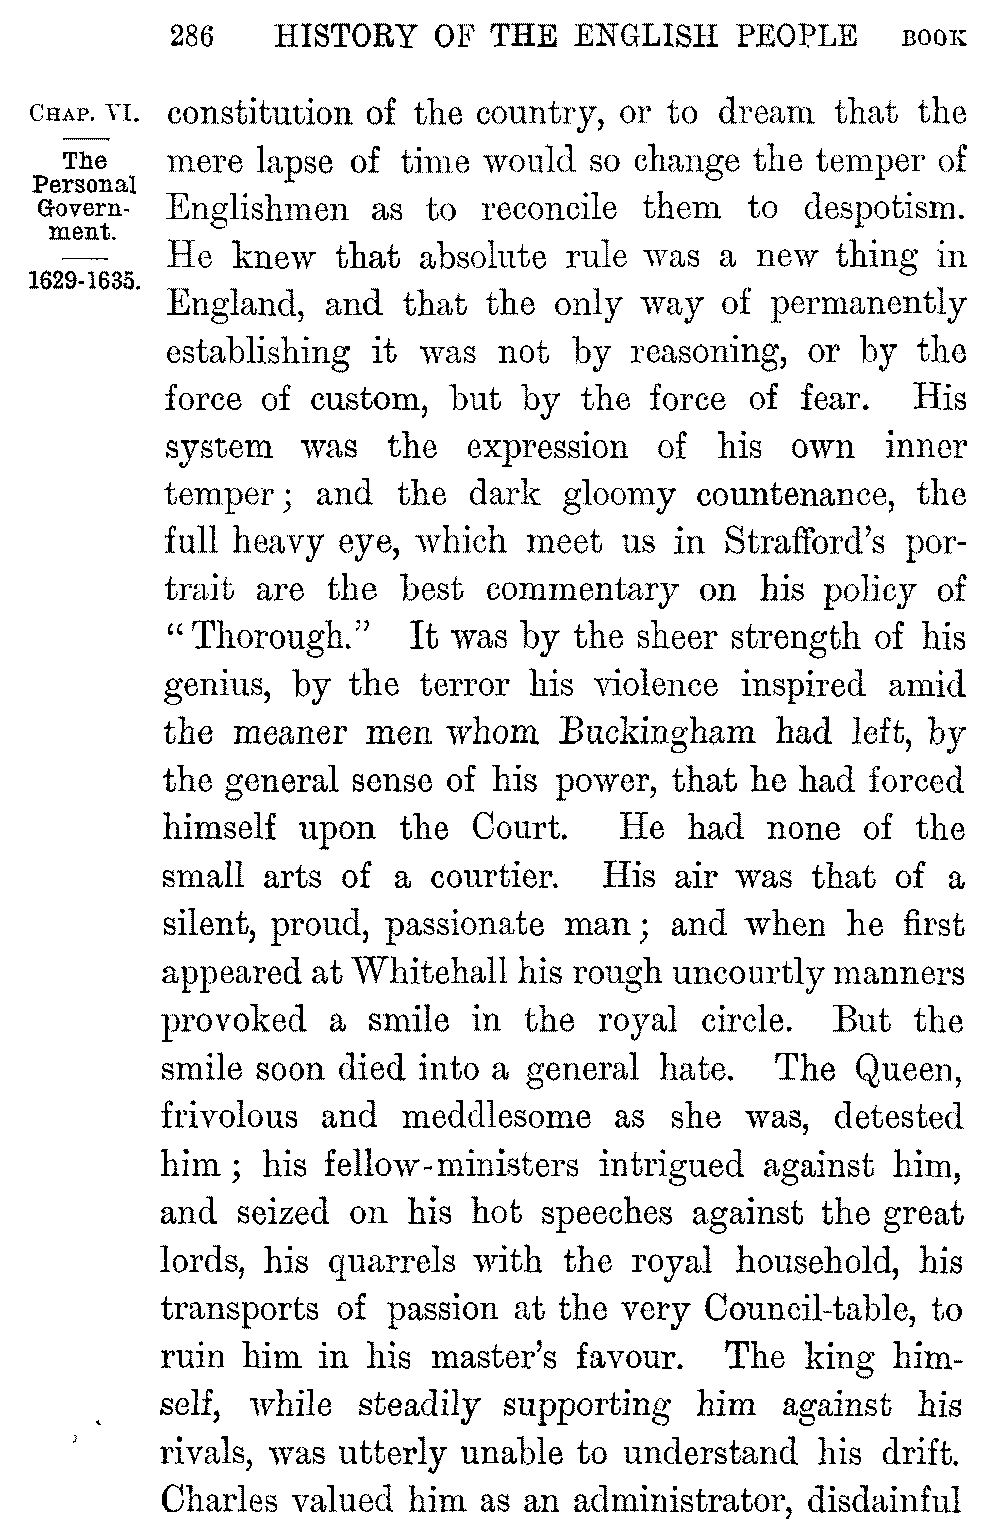 286 HISTORY OF THE ENGLISH PEOPLE BOOK
CHAP. VI.
The
Personal
Govern-
ment.
1629-1635.
constitution of the country, or to dream that the
mere lapse of time would so change the temper of
Englishmen as to reconcile them to despotism.
He knew that absolute rule was a new thing in
England, and that the only way of permanently
establishing it was not by reasoning, or by the
force of custom, but by the force of fear. His
system was the expression of his own inner
temper; and the dark gloomy countenance, the
full heavy eye, which meet us in Strafford's por-
trait are the best commentary on his policy of
"Thorough." It was by the sheer strength of his
genius, by the terror his violence inspired amid
the meaner men whom Buckingham had left, by
the general sense of his power, that he had forced
himself upon the Court. He had none of the
small arts of a courtier. His air was that of a
silent, proud, passionate man; and when he first
appeared at Whitehall his rough uncourtly manners
provoked a smile in the royal circle. But the
smile soon died into a general hate. The Queen,
frivolous and meddlesome as she was, detested
him; his fellow-ministers intrigued against him,
and seized on his hot speeches against the great
lords, his quarrels with the royal household, his
transports of passion at the very Council-table, to
ruin him in his master's favour. The king him-
self, while steadily supporting him against his
rivals, was utterly unable to understand his drift.
Charles valued him as an administrator, disdainful